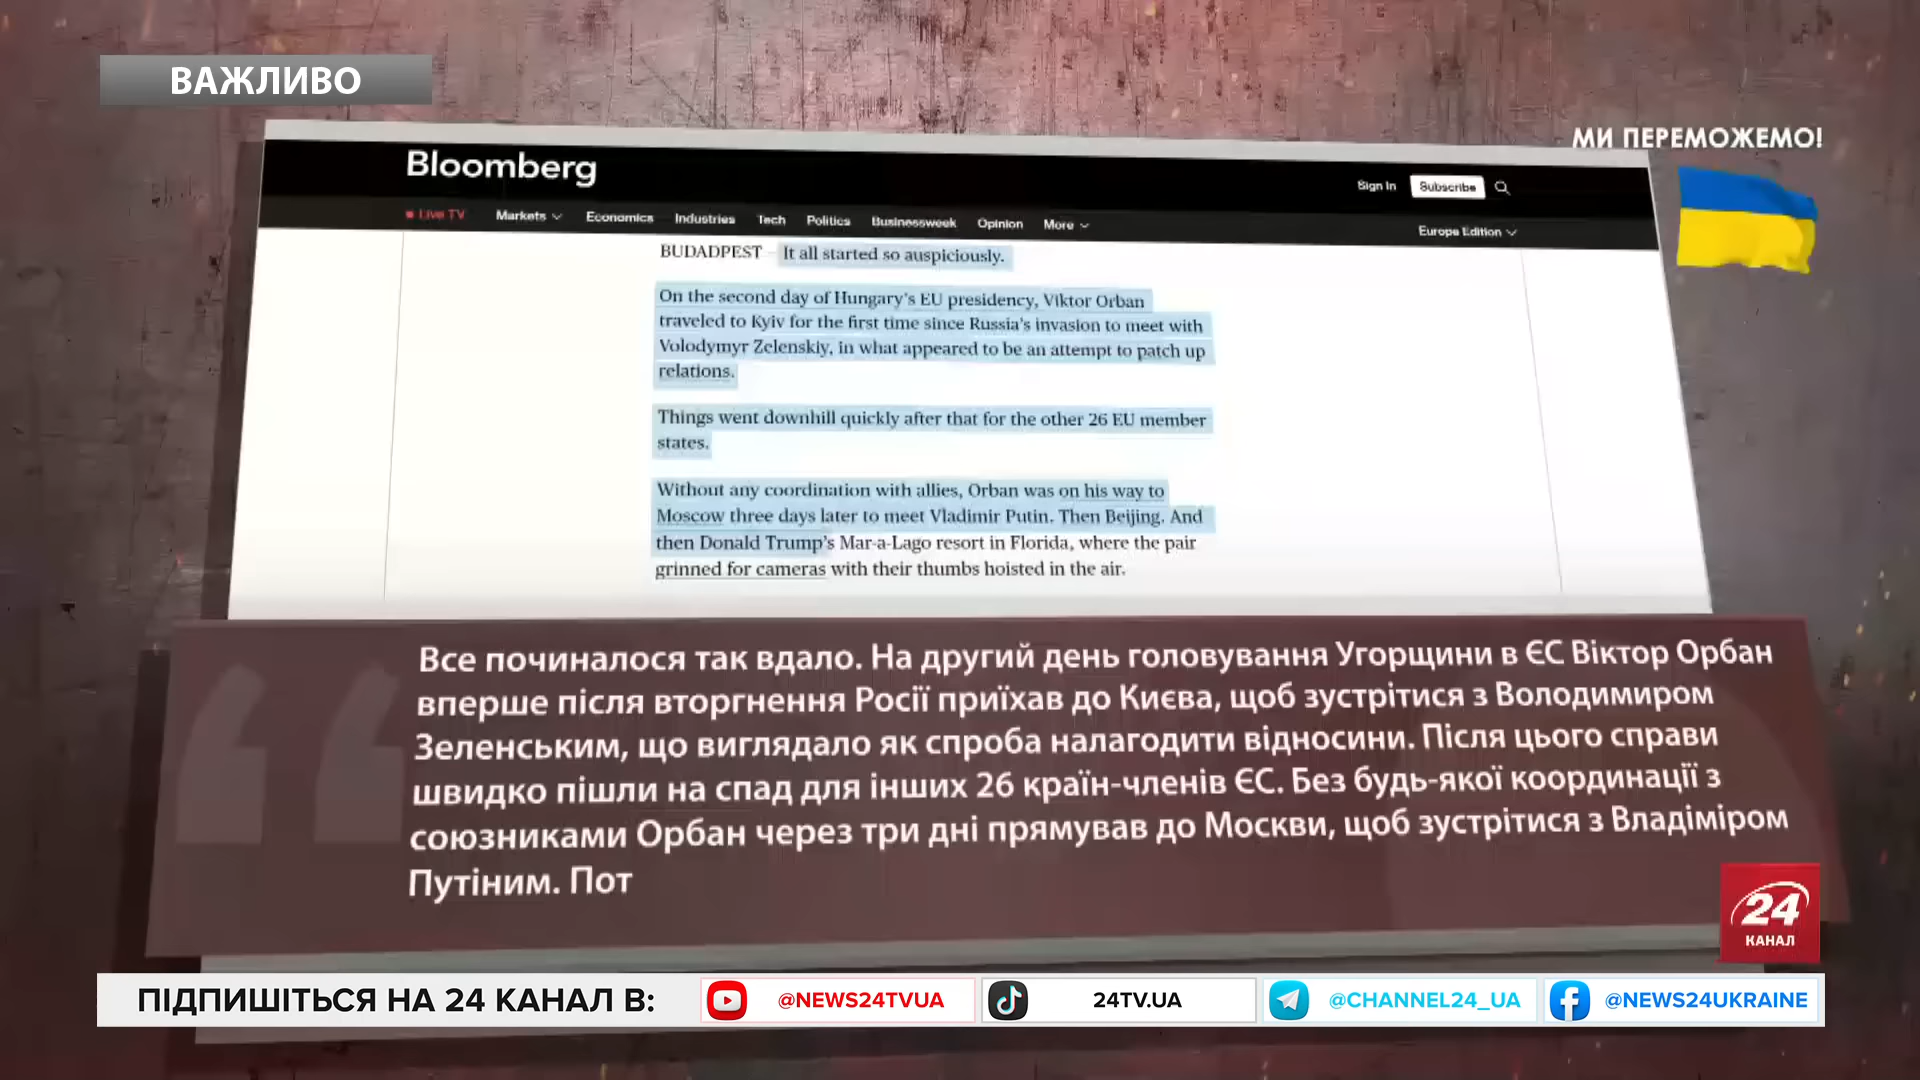 ВАЖЛИВО
МИ ПЕРЕМОЖЕМО!
Bloomberg
Sign In
Subscribe
Live TV
Markets
Economics
Industries
Tech
Politics
Businessweek
Opinion
More
Europe Edition
BUDADPEST – It all started so auspiciously.
On the second day of Hungary's EU presidency, Viktor Orban
traveled to Kyiv for the first time since Russia's invasion to meet with
Volodymyr Zelenskiy, in what appeared to be an attempt to patch up
relations.
Things went downhill quickly after that for the other 26 EU member
states.
Without any coordination with allies, Orban was on his way to
Moscow three days later to meet Vladimir Putin. Then Beijing. And
then Donald Trump's Mar-a-Lago resort in Florida, where the pair
grinned for cameras with their thumbs hoisted in the air.
Все починалося так вдало. На другий день головування Угорщини в ЄС Віктор Орбан
вперше після вторгнення Росії приїхав до Києва, щоб зустрітися з Володимиром
Зеленським, що виглядало як спроба налагодити відносини. Після цього справи
швидко пішли на спад для інших 26 країн-членів ЄС. Без будь-якої координації з
союзниками Орбан через три дні прямував до Москви, щоб зустрітися з Владіміром
Путіним. Пот
24
КАНАЛ
ПІДПИШІТЬСЯ НА 24 КАНАЛ В:
@NEWS24TVUA
24TV.UA
@CHANNEL24_UA
@NEWS24UKRAINE